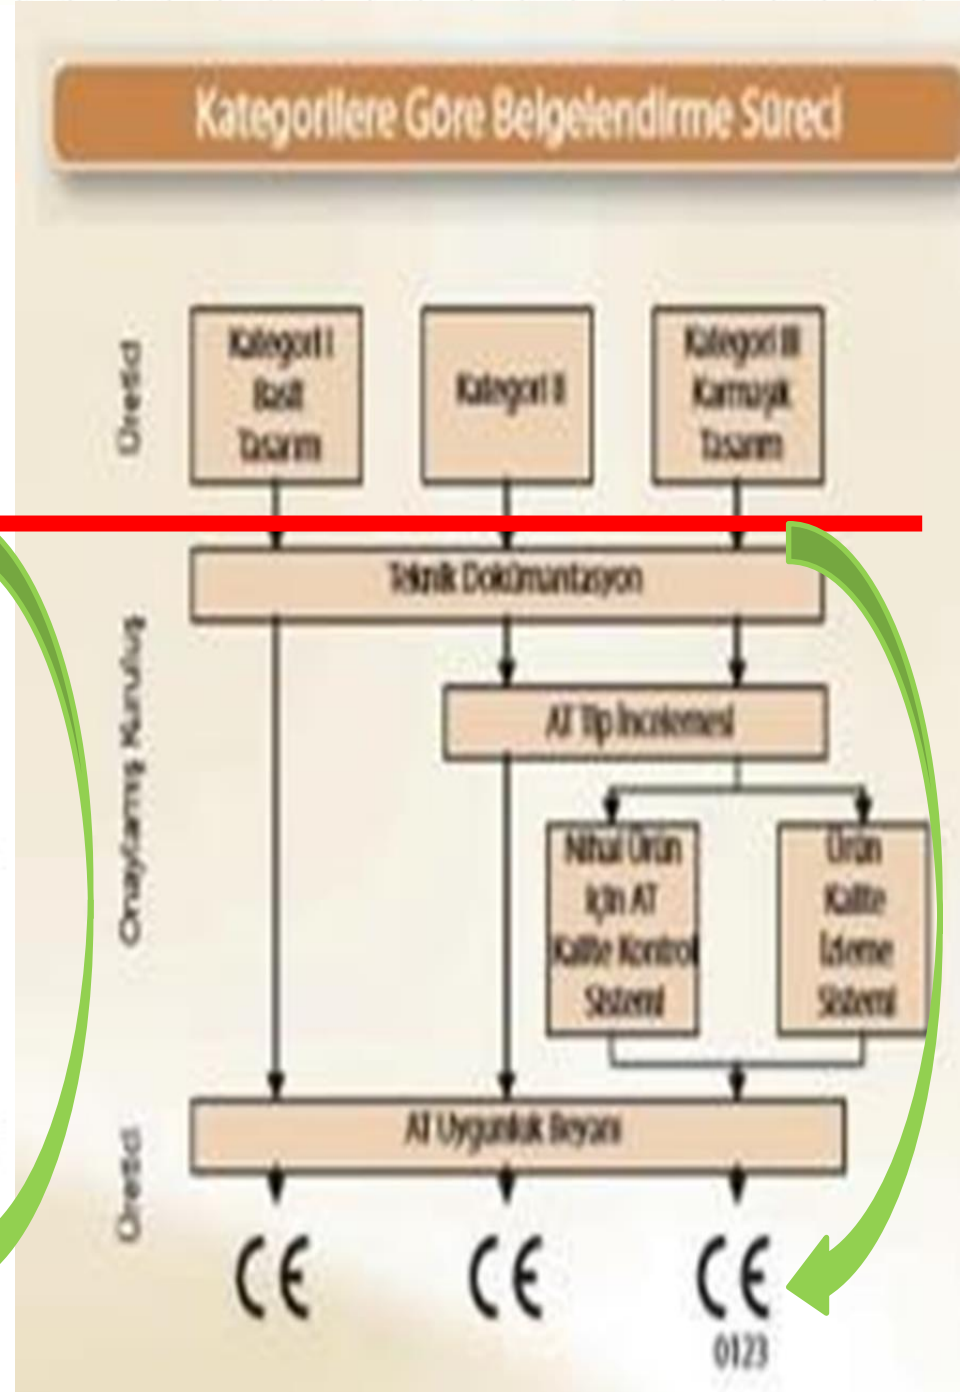 Kategorilere Göre Belgelendirme Süreci
Üretici
Kategori I
Basit
Tasarım
Kategori II
Kategori III
Karmaşık
Tasarım
Teknik Dokümantasyon
Onaylamış Kuruluş
AT Tip İncelemesi
Nihai Ürün
İçin AT
Kalite Kontrol
Sistemi
Ürün
Kalite
İzleme
Sistemi
Üretici
AT Uygunluk Beyanı
CE
CE
CE
0123